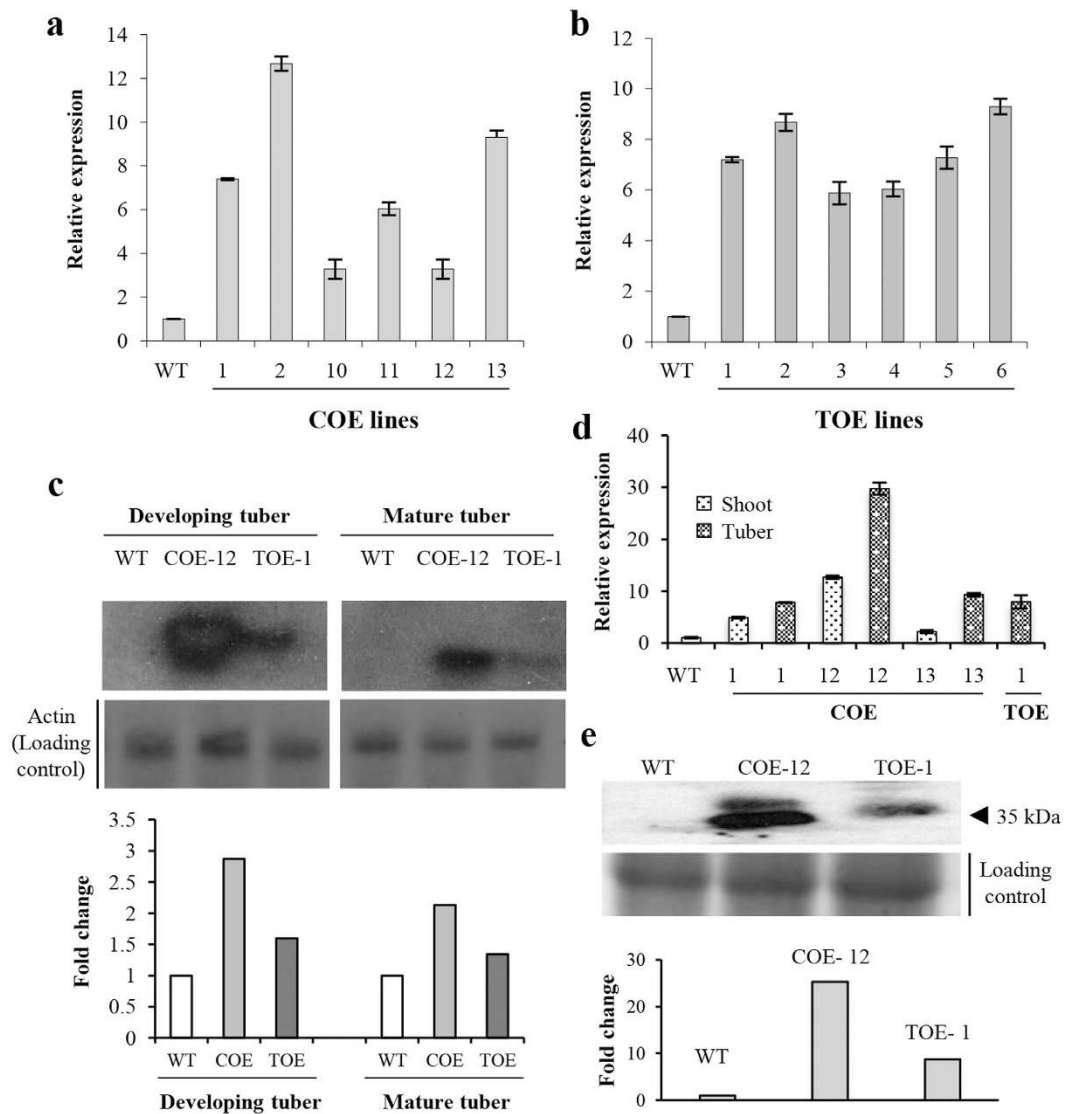 a
14
12
10
8
6
4
2
0
Relative expression
WT 1 2 10 11 12 13
COE lines
b
12
10
8
6
4
2
0
Relative expression
WT 1 2 3 4 5 6
TOE lines
c
Developing tuber Mature tuber
WT COE-12 TOE-1 WT COE-12 TOE-1
Actin
(Loading
control)
3.5
3
2.5
2
1.5
1
0.5
0
Fold change
WT COE TOE WT COE TOE
Developing tuber Mature tuber
d
40
30
20
10
0
Relative expression
Shoot
Tuber
WT 1 1 12 12 13 13 1
COE TOE
e
WT COE-12 TOE-1
35 kDa
Loading
control
30
20
10
0
Fold change
WT
COE- 12
TOE- 1